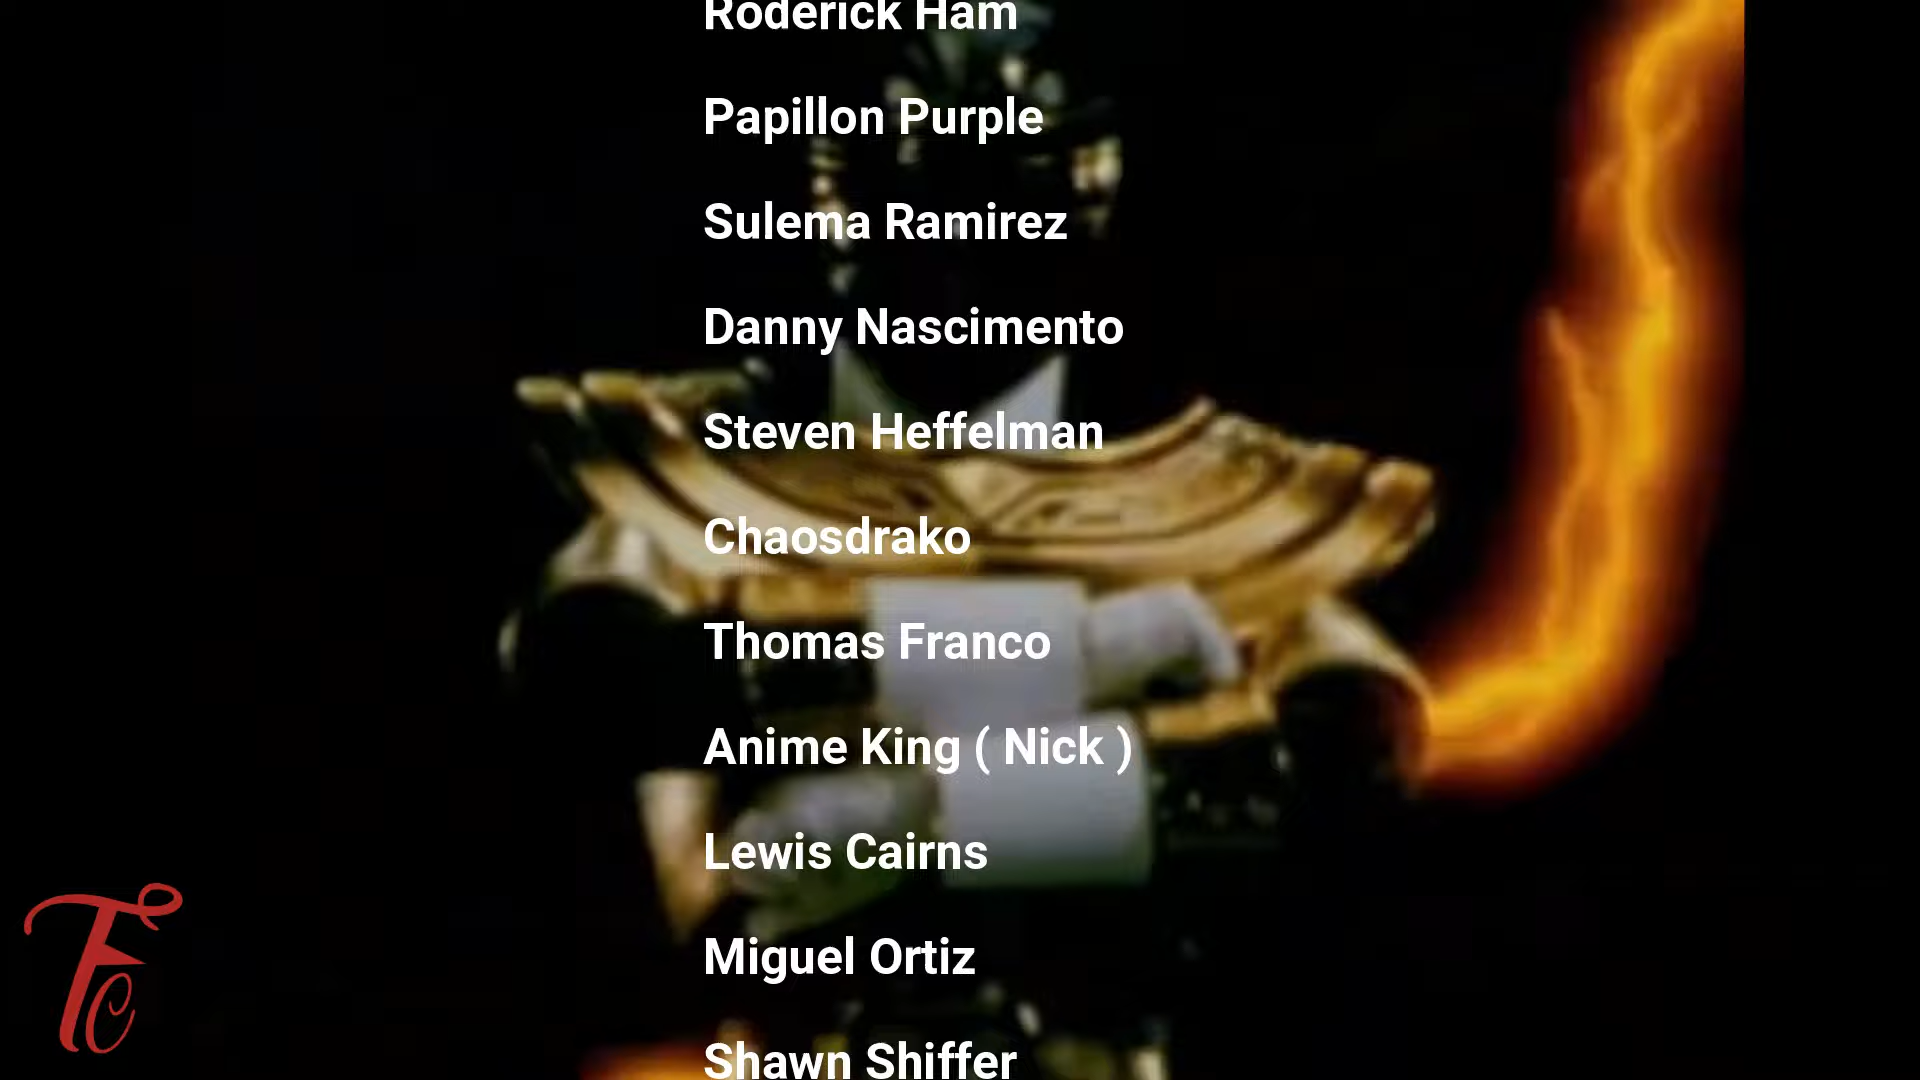 Roderick Ham
Papillon Purple
Sulema Ramirez
Danny Nascimento
Steven Heffelman
Chaosdrako
Thomas Franco
Anime King ( Nick )
Lewis Cairns
Miguel Ortiz
Shawn Shiffer
TFC